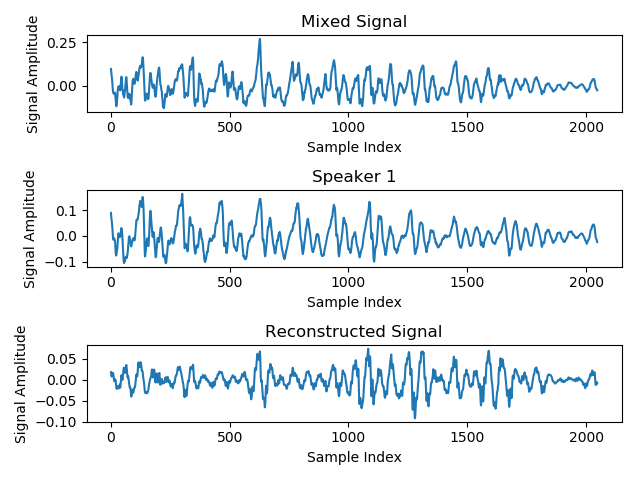 Mixed Signal
Signal Amplitude
0.25
0.00
0 500 1000 1500 2000
Sample Index
Speaker 1
Signal Amplitude
0.1
0.0
−0.1
0 500 1000 1500 2000
Sample Index
Reconstructed Signal
Signal Amplitude
0.05
0.00
−0.05
−0.10
0 500 1000 1500 2000
Sample Index